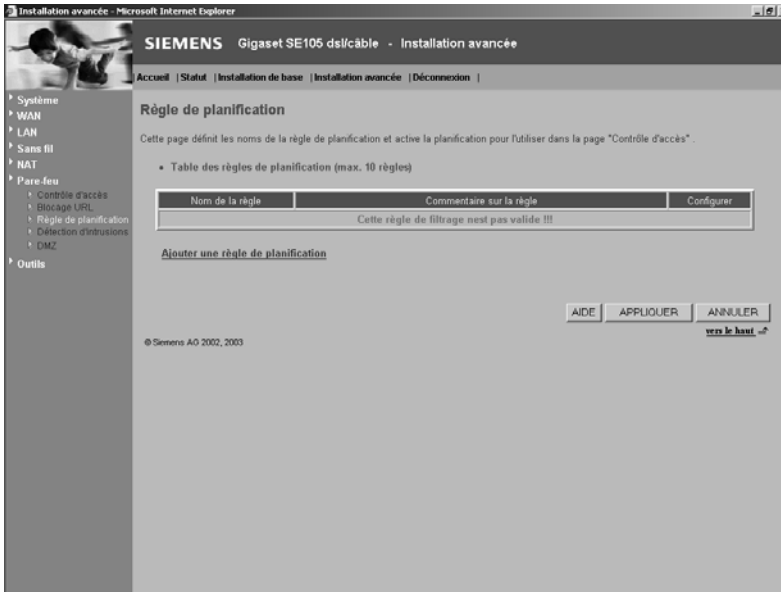 Installation avancée - Microsoft Internet Explorer
SIEMENS Gigaset SE105 dsl/câble - Installation avancée
Accueil | Statut | Installation de base | Installation avancée | Déconnexion |
Système
WAN
LAN
Sans fil
NAT
Pare-feu
Contrôle d'accès
Blocage URL
Règle de planification
Détection d'intrusions
DMZ
Outils
Règle de planification
Cette page définit les noms de la règle de planification et active la planification pour l'utiliser dans la page "Contrôle d'accès" .
• Table des règles de planification (max. 10 règles)
Nom de la règle Commentaire sur la règle Configurer
Cette règle de filtrage nest pas valide !!!
Ajouter une règle de planification
AIDE APPLIQUER ANNULER
vers le haut
© Siemens AG 2002, 2003